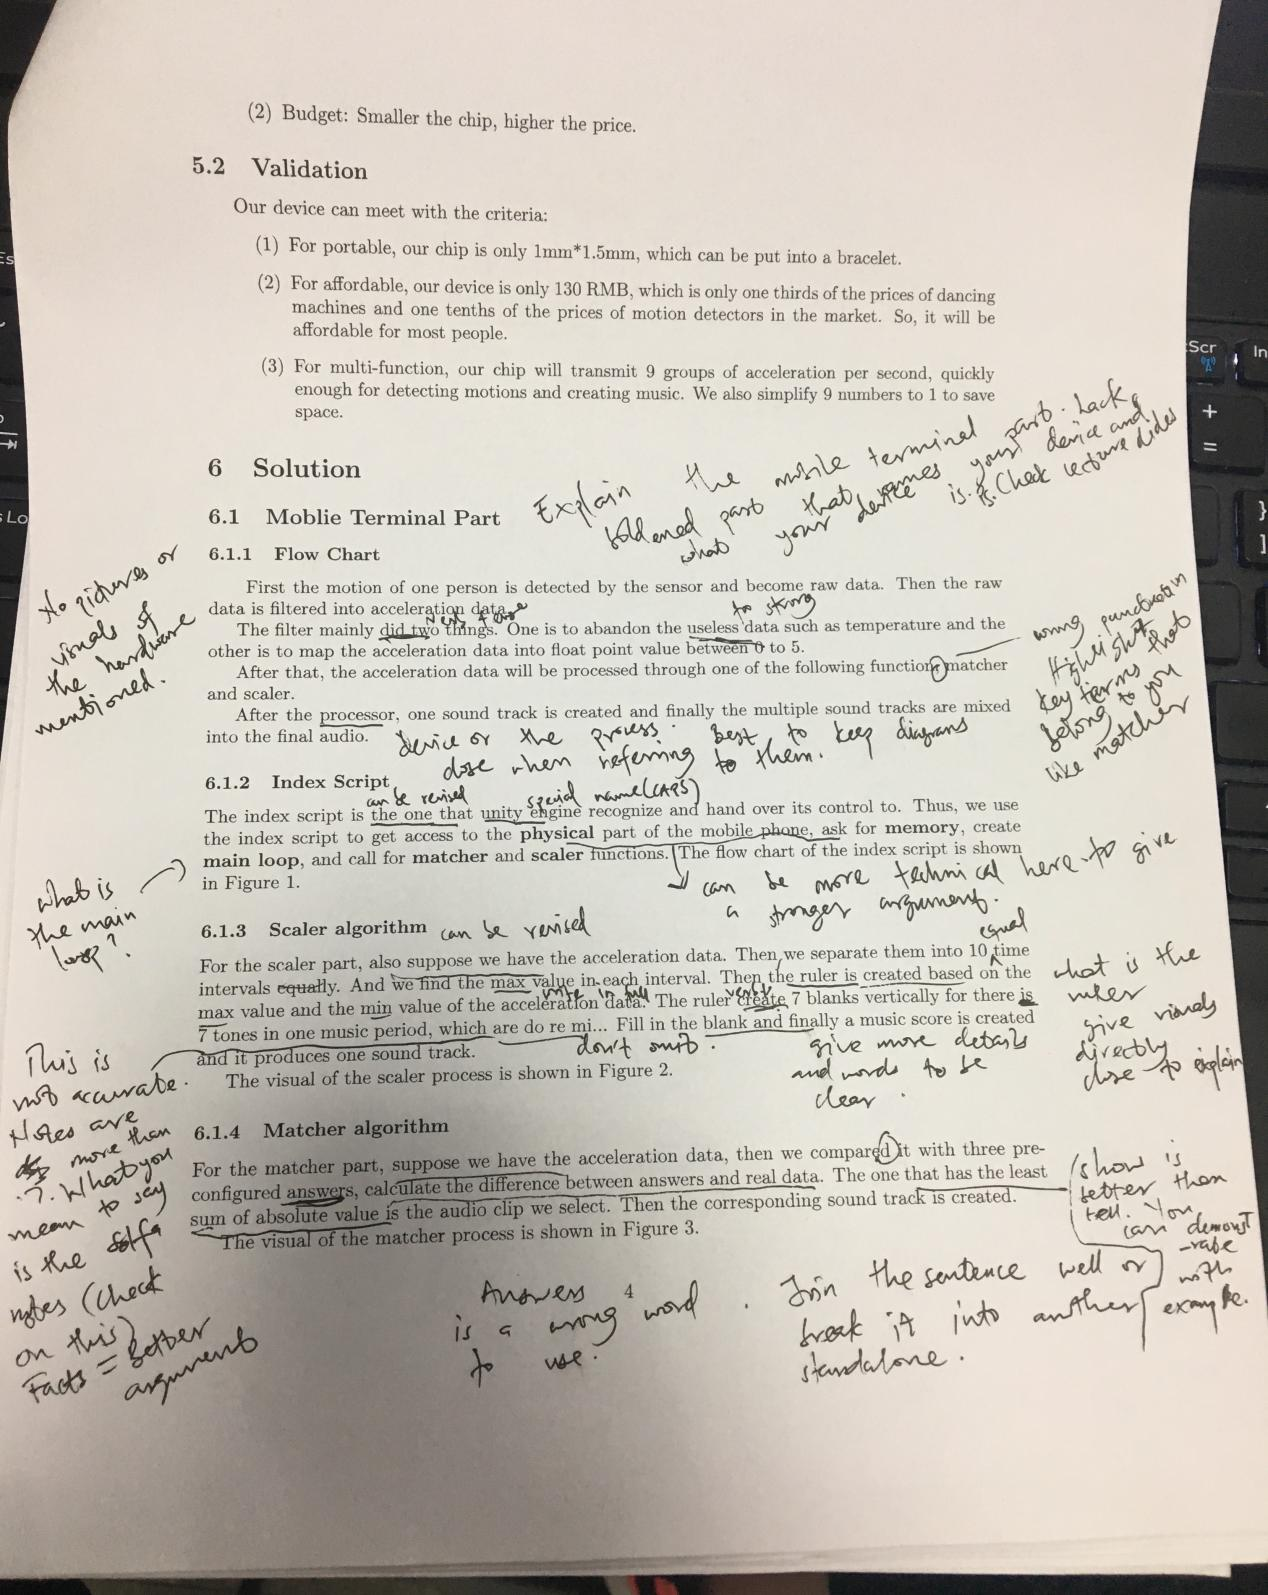 (2) Budget: Smaller the chip, higher the price.
5.2 Validation
Our device can meet with the criteria:
(1) For portable, our chip is only 1mm*1.5mm, which can be put into a bracelet.
(2) For affordable, our device is only 130 RMB, which is only one thirds of the prices of dancing
machines and one tenths of the prices of motion detectors in the market. So, it will be
affordable for most people.
(3) For multi-function, our chip will transmit 9 groups of acceleration per second, quickly
enough for detecting motions and creating music. We also simplify 9 numbers to 1 to save
space.
6 Solution
Explain the mobile terminal part. Lack
boldened part that names your device and
what your device is. Check lecture slides
6.1 Moblie Terminal Part
6.1.1 Flow Chart
No pictures or
visuals of
the hardware
mentioned.
First the motion of one person is detected by the sensor and become raw data. Then the raw
data is filtered into acceleration data.
verb tense
too strong
The filter mainly did two things. One is to abandon the useless data such as temperature and the
other is to map the acceleration data into float point value between 0 to 5.
wrong punctuation
Highlight
key terms that
belong to you
like matcher
After that, the acceleration data will be processed through one of the following function: matcher
and scaler.
After the processor, one sound track is created and finally the multiple sound tracks are mixed
into the final audio.
device or the process. Best to keep diagrams
close when referring to them.
6.1.2 Index Script
can be revised
special name (CAPS)
The index script is the one that unity engine recognize and hand over its control to. Thus, we use
the index script to get access to the physical part of the mobile phone, ask for memory, create
main loop, and call for matcher and scaler functions. The flow chart of the index script is shown
in Figure 1.
what is
the main
loop?
can be more technical here to give
a stronger argument.
6.1.3 Scaler algorithm
can be revised
equal
For the scaler part, also suppose we have the acceleration data. Then, we separate them into 10 time
intervals equally. And we find the max value in each interval. Then the ruler is created based on the
write in full
verb
max value and the min value of the acceleration data. The ruler create 7 blanks vertically for there is
7 tones in one music period, which are do re mi... Fill in the blank and finally a music score is created
and it produces one sound track.
don't omit.
give more details
and words to be
clear.
what is the
ruler
give visuals
directly
close to explain
The visual of the scaler process is shown in Figure 2.
This is
not accurate.
Notes are
more than
7. What you
mean to say
is the solfa
notes (check
on this)
Facts = Better
arguments
6.1.4 Matcher algorithm
For the matcher part, suppose we have the acceleration data, then we compared it with three pre-
configured answers, calculate the difference between answers and real data. The one that has the least
sum of absolute value is the audio clip we select. Then the corresponding sound track is created.
The visual of the matcher process is shown in Figure 3.
show is
better than
tell. You
can demonst
-rate
with
example.
Answers
is a wrong word
to use.
4
Join the sentence well or
break it into another
standalone.
Scr
In
+
=
}
]
Es
Lo